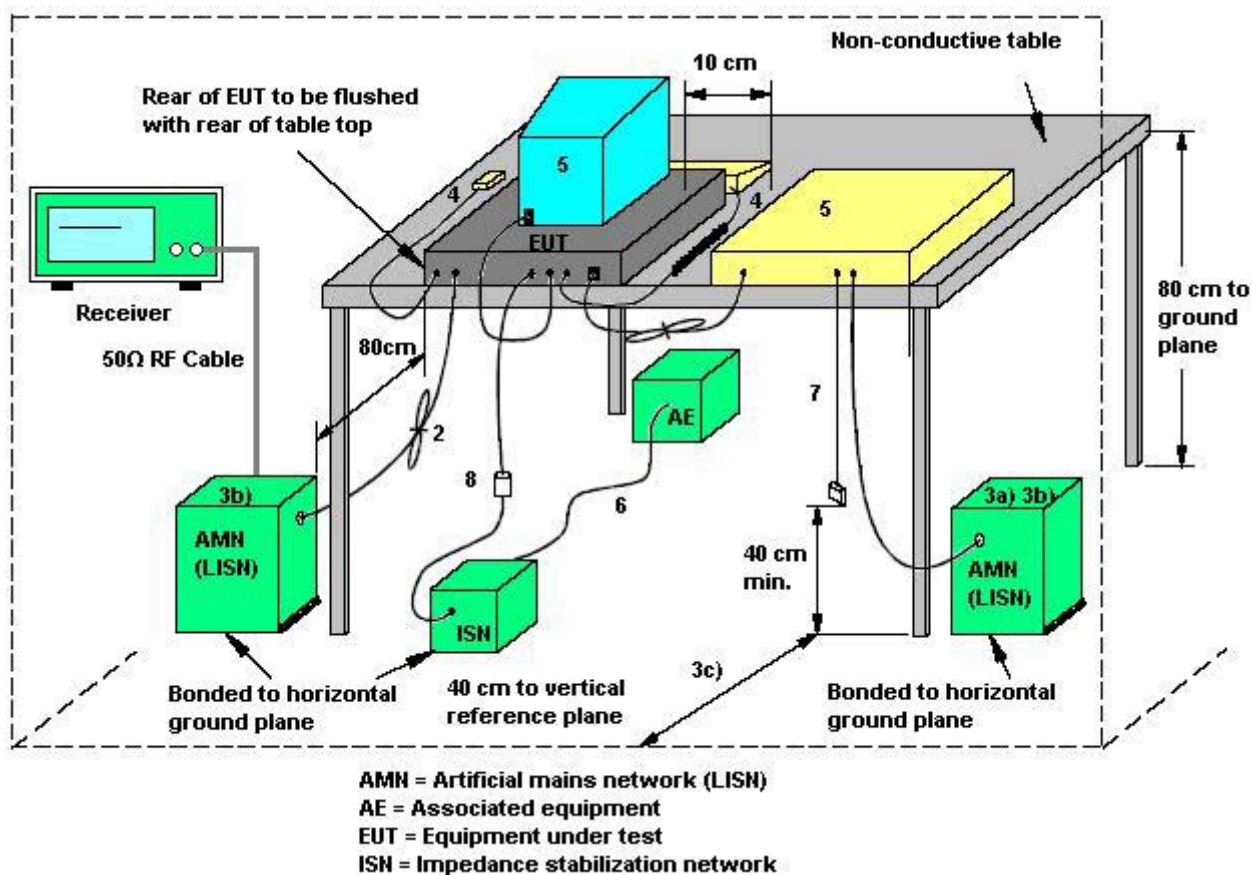 Non-conductive table
10 cm
Rear of EUT to be flushed
with rear of table top
5
4
4
5
EUT
Receiver
80 cm to
ground
plane
50Ω RF Cable
80cm
7
AE
2
8
6
3b)
AMN
(LISN)
3a) 3b)
AMN
(LISN)
40 cm
min.
ISN
3c)
Bonded to horizontal
ground plane
40 cm to vertical
reference plane
Bonded to horizontal
ground plane
AMN = Artificial mains network (LISN)
AE = Associated equipment
EUT = Equipment under test
ISN = Impedance stabilization network